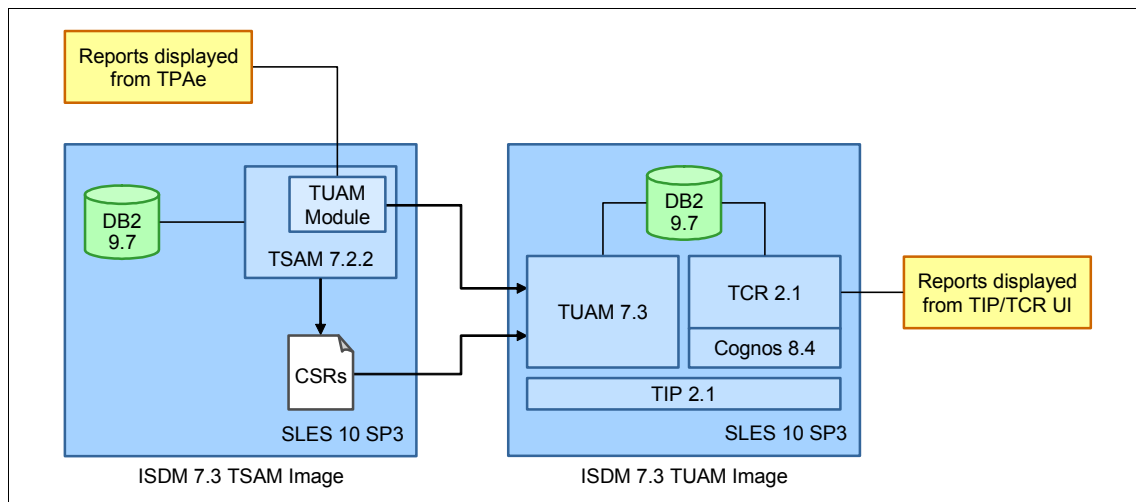 Reports displayed
from TPAe
DB2
9.7
TUAM
Module
TSAM 7.2.2
CSRs
SLES 10 SP3
ISDM 7.3 TSAM Image
DB2
9.7
TUAM 7.3
TCR 2.1
Cognos 8.4
TIP 2.1
SLES 10 SP3
ISDM 7.3 TUAM Image
Reports displayed
from TIP/TCR UI